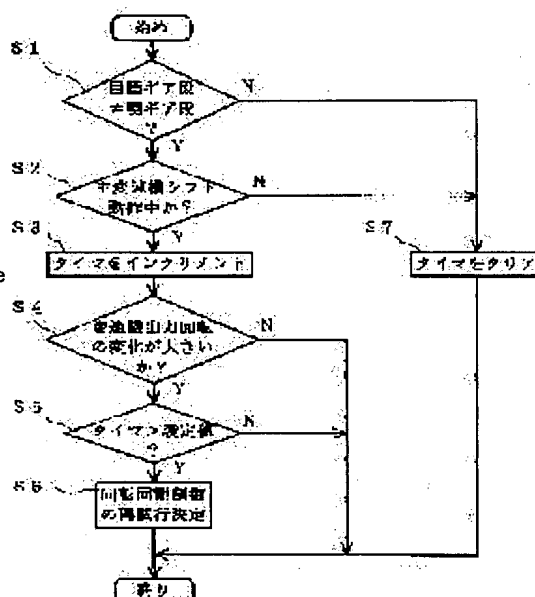 始め
S1
目標ギア段
≠現ギア段
?
N
Y
S2
主変速機シフト
動作中か?
N
Y
S3
タイマをインクリメント
S7
タイマをクリア
S4
変速機出力回転
の変化が大きい
か?
N
Y
S5
タイマ>設定値
?
N
Y
S6
回転同期制御
の再試行決定
終り
e